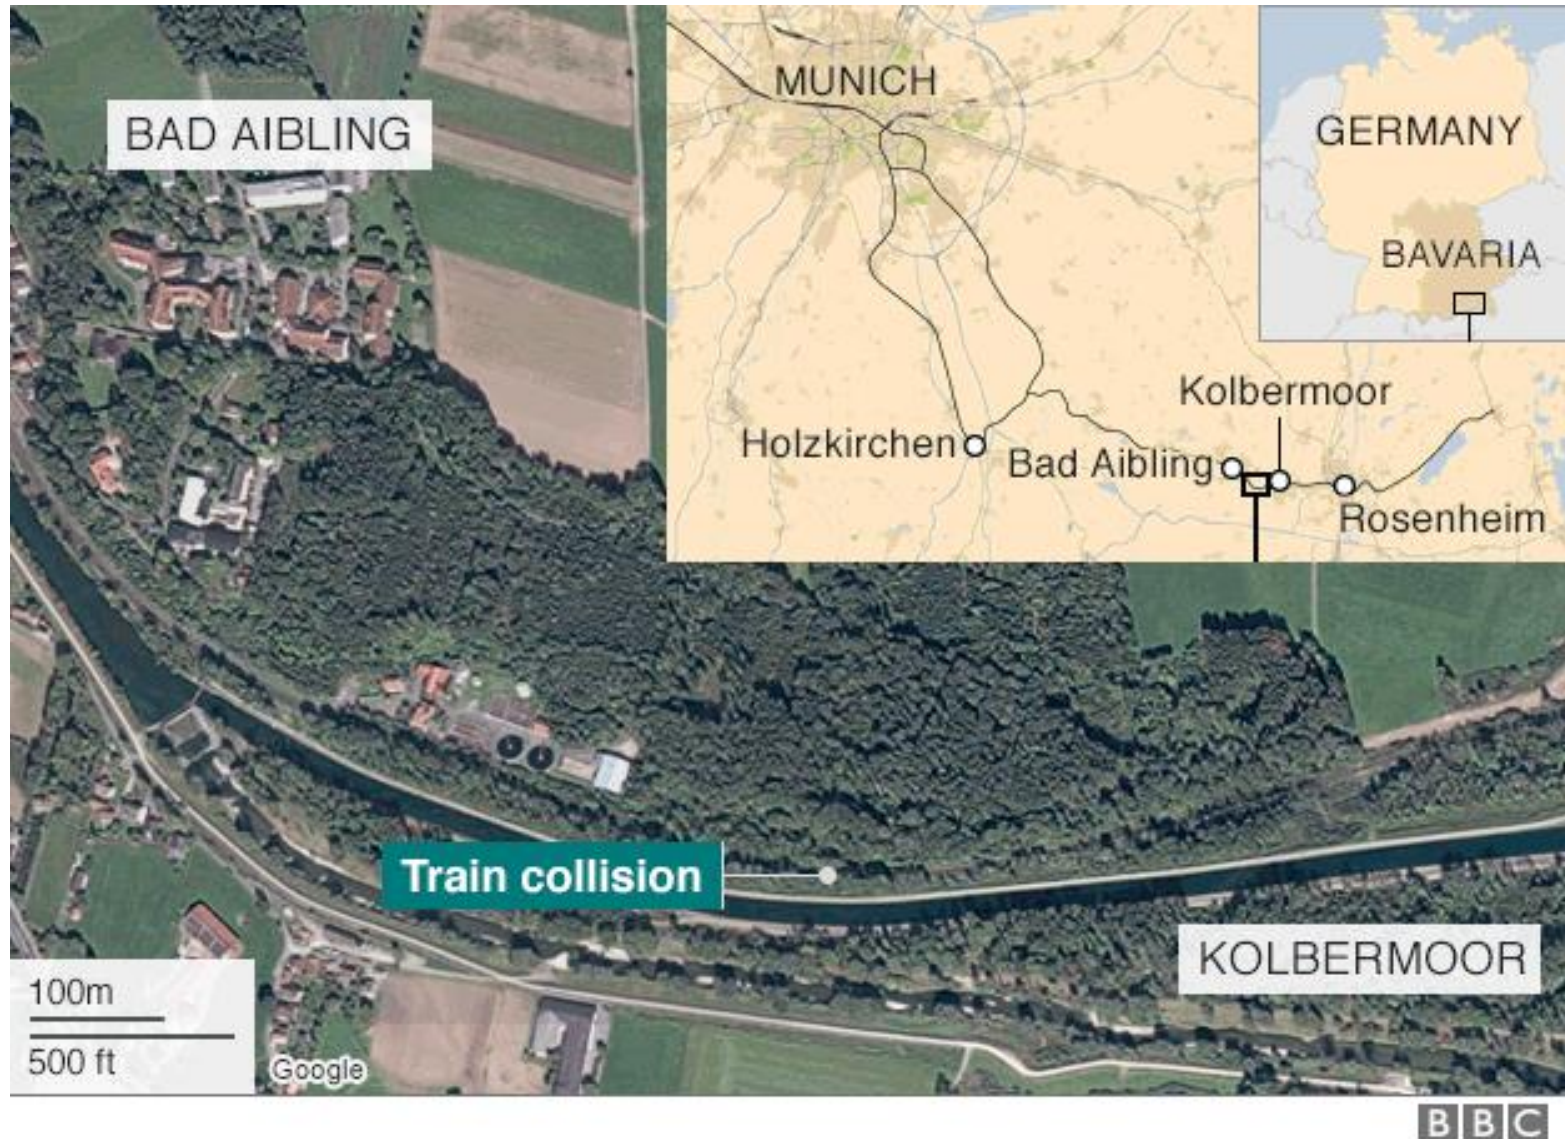 BAD AIBLING
MUNICH
GERMANY
BAVARIA
Kolbermoor
Holzkirchen
Bad Aibling
Rosenheim
Train collision
KOLBERMOOR
100m
500 ft
Google
BBC